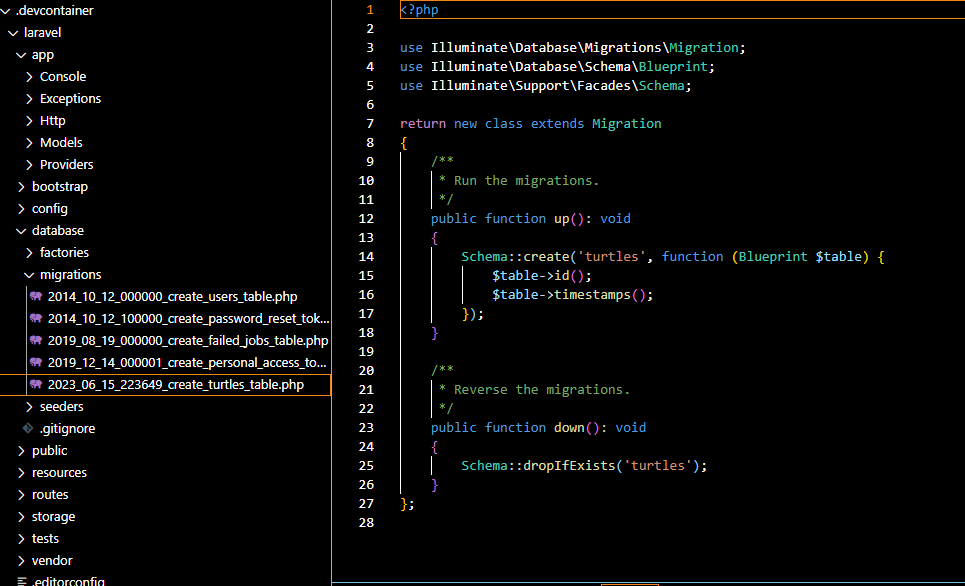 .devcontainer
laravel
app
Console
Exceptions
Http
Models
Providers
bootstrap
config
database
factories
migrations
2014_10_12_000000_create_users_table.php
2014_10_12_100000_create_password_reset_tok...
2019_08_19_000000_create_failed_jobs_table.php
2019_12_14_000001_create_personal_access_to...
2023_06_15_223649_create_turtles_table.php
seeders
.gitignore
public
resources
routes
storage
tests
vendor
.editorconfig
1 <?php
2
3 use Illuminate\Database\Migrations\Migration;
4 use Illuminate\Database\Schema\Blueprint;
5 use Illuminate\Support\Facades\Schema;
6
7 return new class extends Migration
8 {
9     /**
10      * Run the migrations.
11      */
12     public function up(): void
13     {
14         Schema::create('turtles', function (Blueprint $table) {
15             $table->id();
16             $table->timestamps();
17         });
18     }
19
20     /**
21      * Reverse the migrations.
22      */
23     public function down(): void
24     {
25         Schema::dropIfExists('turtles');
26     }
27 };
28